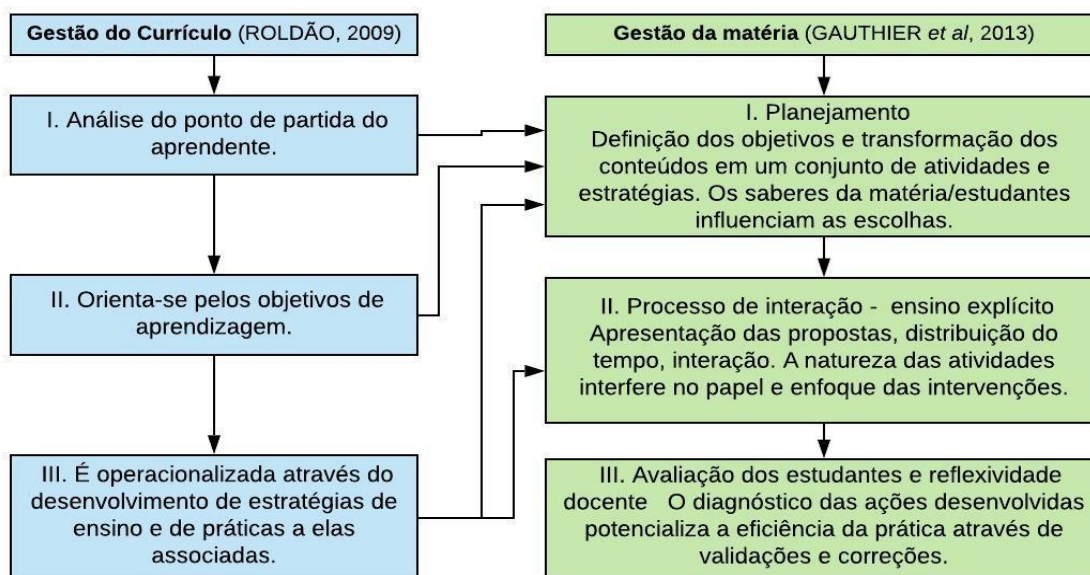 Gestão do Currículo (ROLDÃO, 2009)
I. Análise do ponto de partida do
aprendente.
II. Orienta-se pelos objetivos de
aprendizagem.
III. É operacionalizada através do
desenvolvimento de estratégias de
ensino e de práticas a elas
associadas.
Gestão da matéria (GAUTHIER et al, 2013)
I. Planejamento
Definição dos objetivos e transformação dos
conteúdos em um conjunto de atividades e
estratégias. Os saberes da matéria/estudantes
influenciam as escolhas.
II. Processo de interação - ensino explícito
Apresentação das propostas, distribuição do
tempo, interação. A natureza das atividades
interfere no papel e enfoque das intervenções.
III. Avaliação dos estudantes e reflexividade
docente O diagnóstico das ações desenvolvidas
potencializa a eficiência da prática através de
validações e correções.